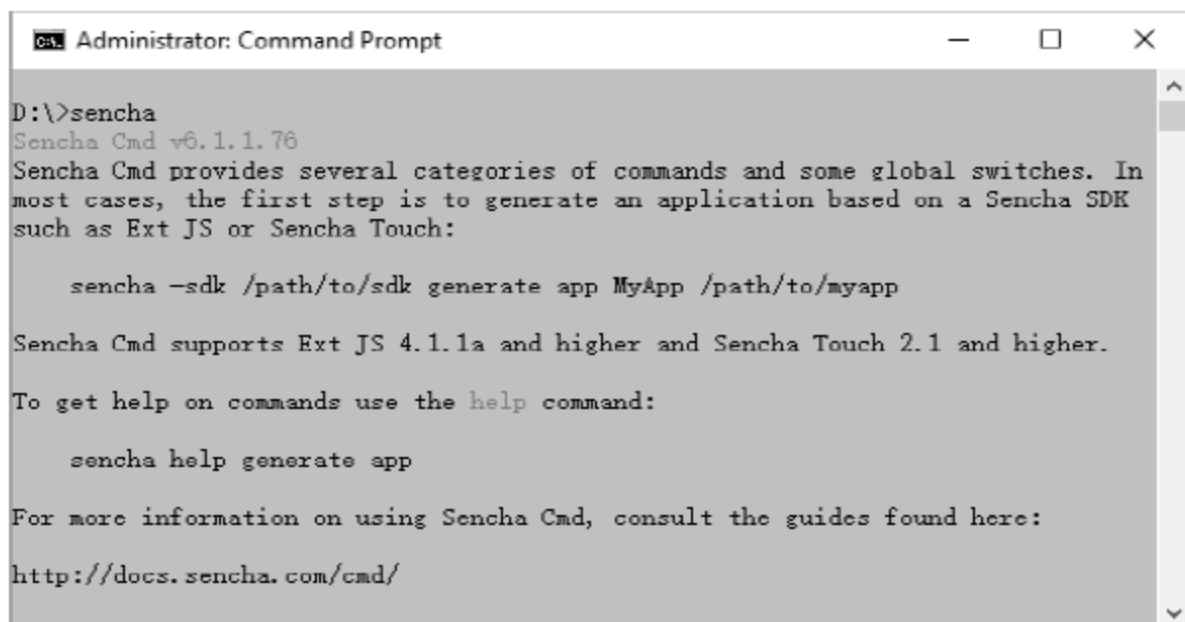 Administrator: Command Prompt
D:\>sencha
Sencha Cmd v6.1.1.76
Sencha Cmd provides several categories of commands and some global switches. In
most cases, the first step is to generate an application based on a Sencha SDK
such as Ext JS or Sencha Touch:
sencha -sdk /path/to/sdk generate app MyApp /path/to/myapp
Sencha Cmd supports Ext JS 4.1.1a and higher and Sencha Touch 2.1 and higher.
To get help on commands use the help command:
sencha help generate app
For more information on using Sencha Cmd, consult the guides found here:
http://docs.sencha.com/cmd/